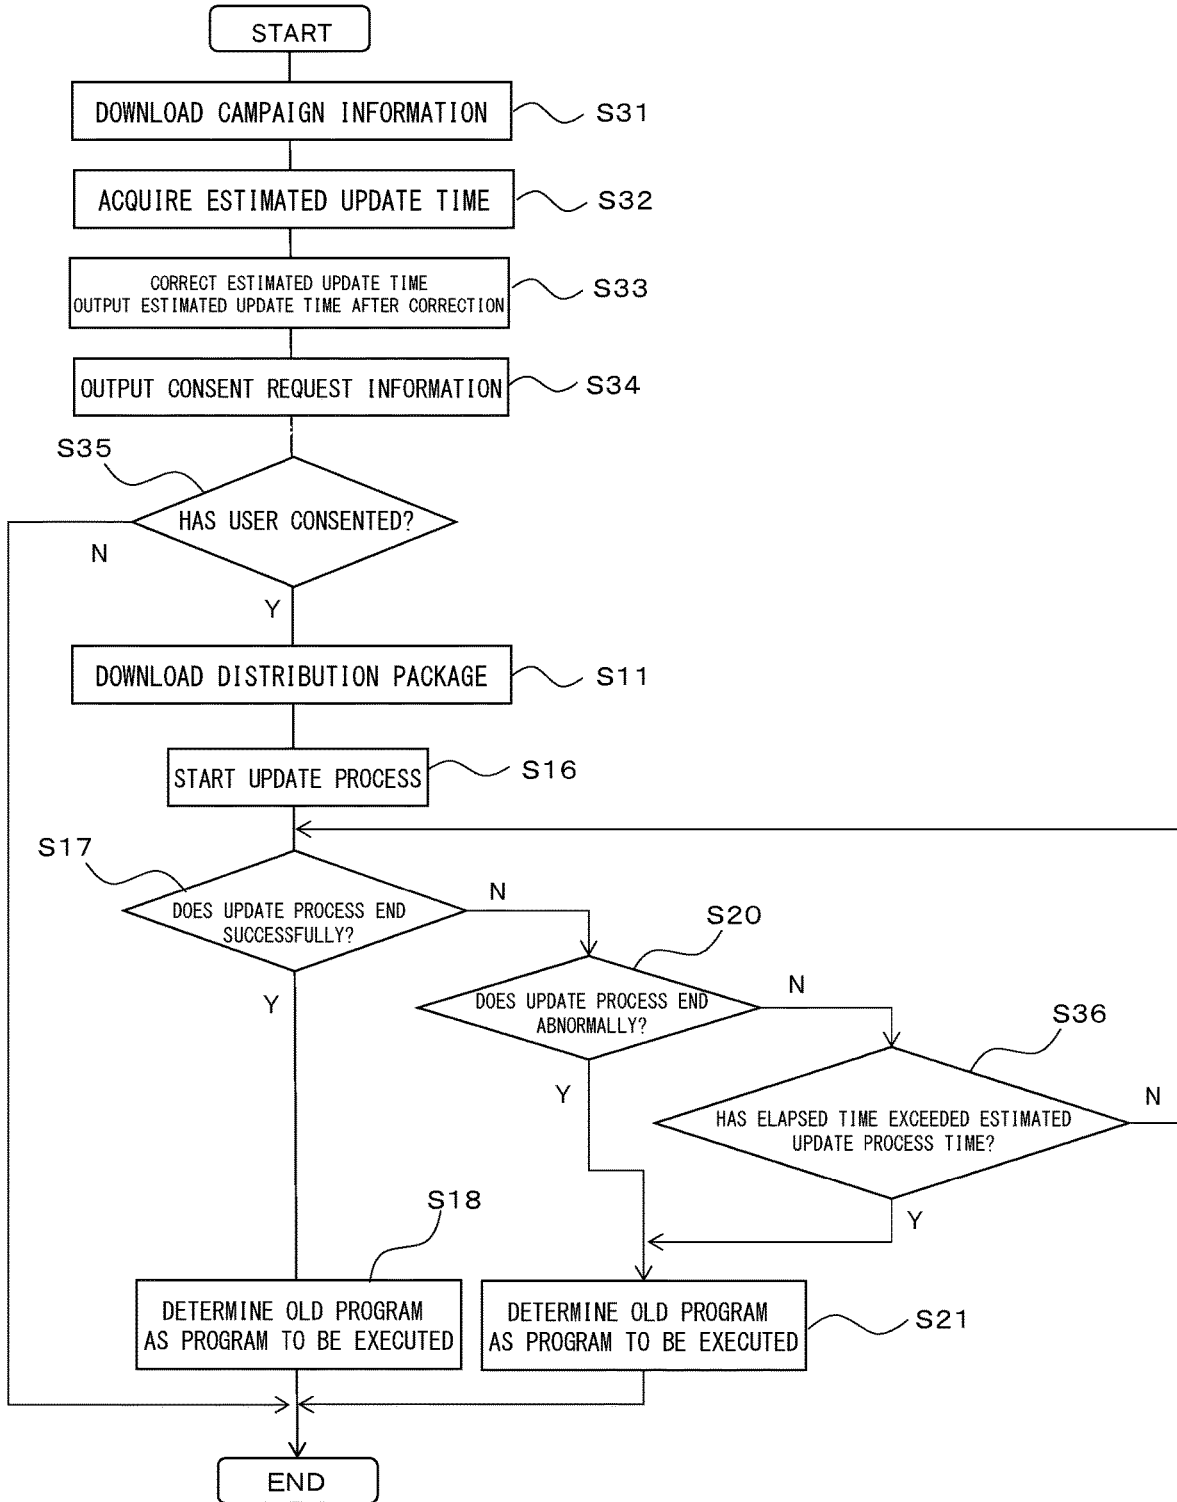 START
DOWNLOAD CAMPAIGN INFORMATION
S31
ACQUIRE ESTIMATED UPDATE TIME
S32
CORRECT ESTIMATED UPDATE TIME
OUTPUT ESTIMATED UPDATE TIME AFTER CORRECTION
S33
OUTPUT CONSENT REQUEST INFORMATION
S34
S35
HAS USER CONSENTED?
N
Y
DOWNLOAD DISTRIBUTION PACKAGE
S11
START UPDATE PROCESS
S16
S17
DOES UPDATE PROCESS END
SUCCESSFULLY?
N
Y
S20
DOES UPDATE PROCESS END
ABNORMALLY?
N
Y
S36
HAS ELAPSED TIME EXCEEDED ESTIMATED
UPDATE PROCESS TIME?
N
Y
S18
DETERMINE OLD PROGRAM
AS PROGRAM TO BE EXECUTED
DETERMINE OLD PROGRAM
AS PROGRAM TO BE EXECUTED
S21
END